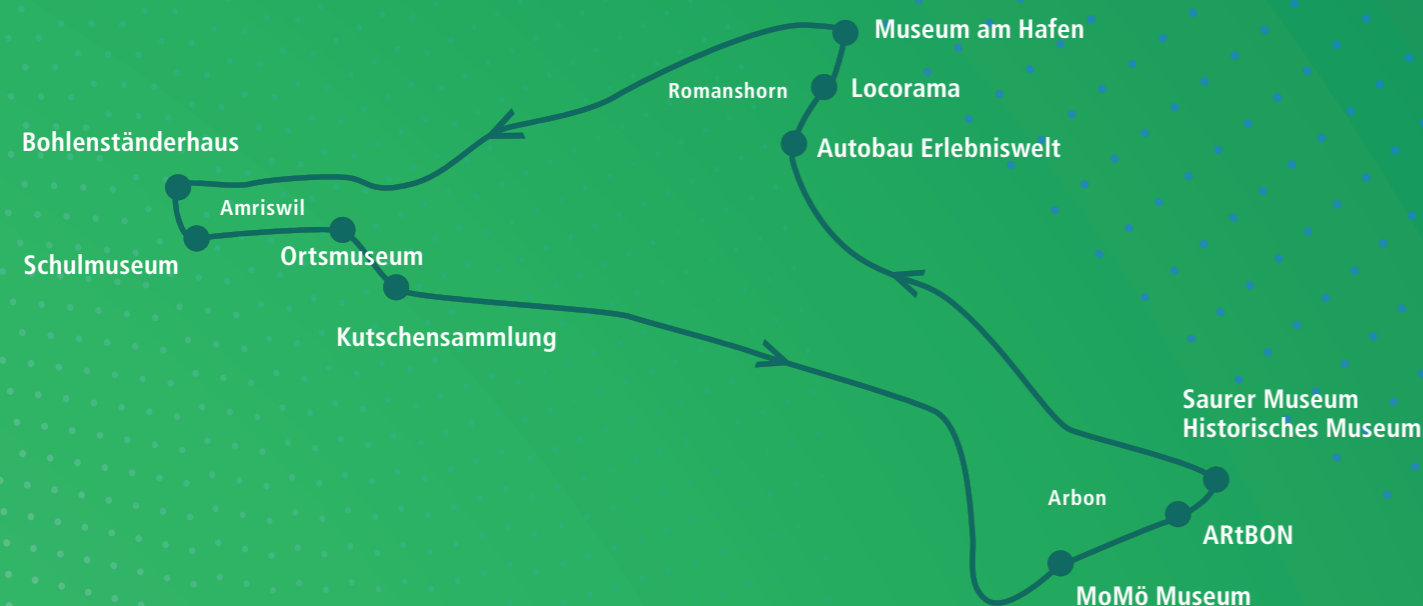 Museum am Hafen
Romanshorn
Locorama
Bohlenständerhaus
Autobau Erlebniswelt
Amriswil
Schulmuseum
Ortsmuseum
Kutschensammlung
Saurer Museum
Historisches Museum
Arbon
ARtBON
MoMö Museum